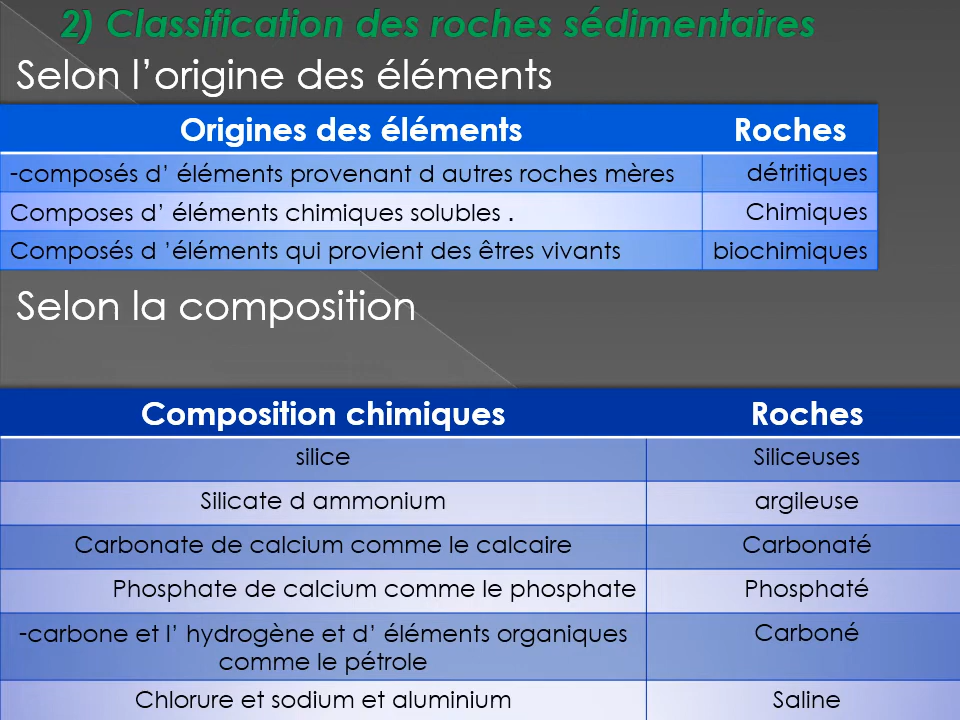 2) Classification des roches sédimentaires
Selon l’origine des éléments
Origines des éléments Roches
-composés d’ éléments provenant d autres roches mères détritiques
Composes d’ éléments chimiques solubles . Chimiques
Composés d ’éléments qui provient des êtres vivants biochimiques
Selon la composition
Composition chimiques Roches
silice Siliceuses
Silicate d ammonium argileuse
Carbonate de calcium comme le calcaire Carbonaté
Phosphate de calcium comme le phosphate Phosphaté
-carbone et l’ hydrogène et d’ éléments organiques Carboné
comme le pétrole
Chlorure et sodium et aluminium Saline